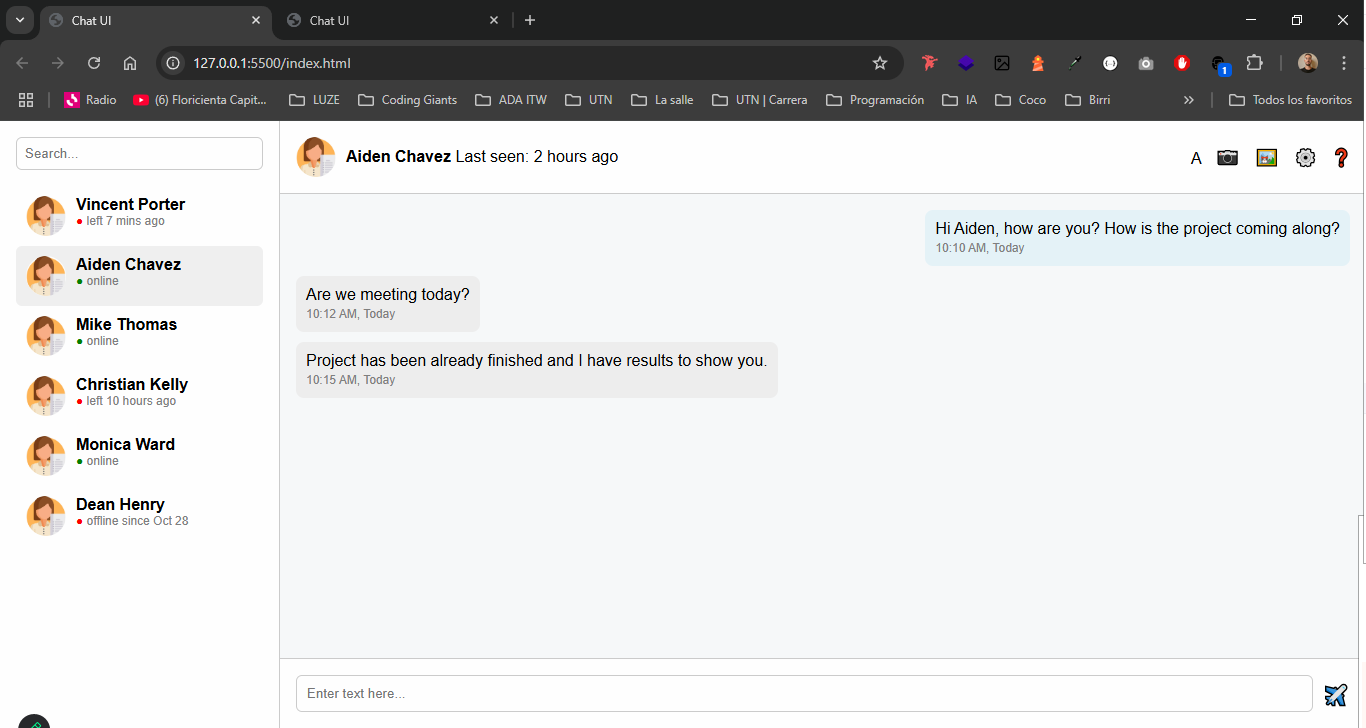 Chat UI
Chat UI
127.0.0.1:5500/index.html
1
Radio
(6) Floricienta Capit...
LUZE
Coding Giants
ADA ITW
UTN
La salle
UTN | Carrera
Programación
IA
Coco
Birri
Todos los favoritos
Search...
Vincent Porter
left 7 mins ago
Aiden Chavez
online
Mike Thomas
online
Christian Kelly
left 10 hours ago
Monica Ward
online
Dean Henry
offline since Oct 28
Aiden Chavez Last seen: 2 hours ago
A
Hi Aiden, how are you? How is the project coming along?
10:10 AM, Today
Are we meeting today?
10:12 AM, Today
Project has been already finished and I have results to show you.
10:15 AM, Today
Enter text here...